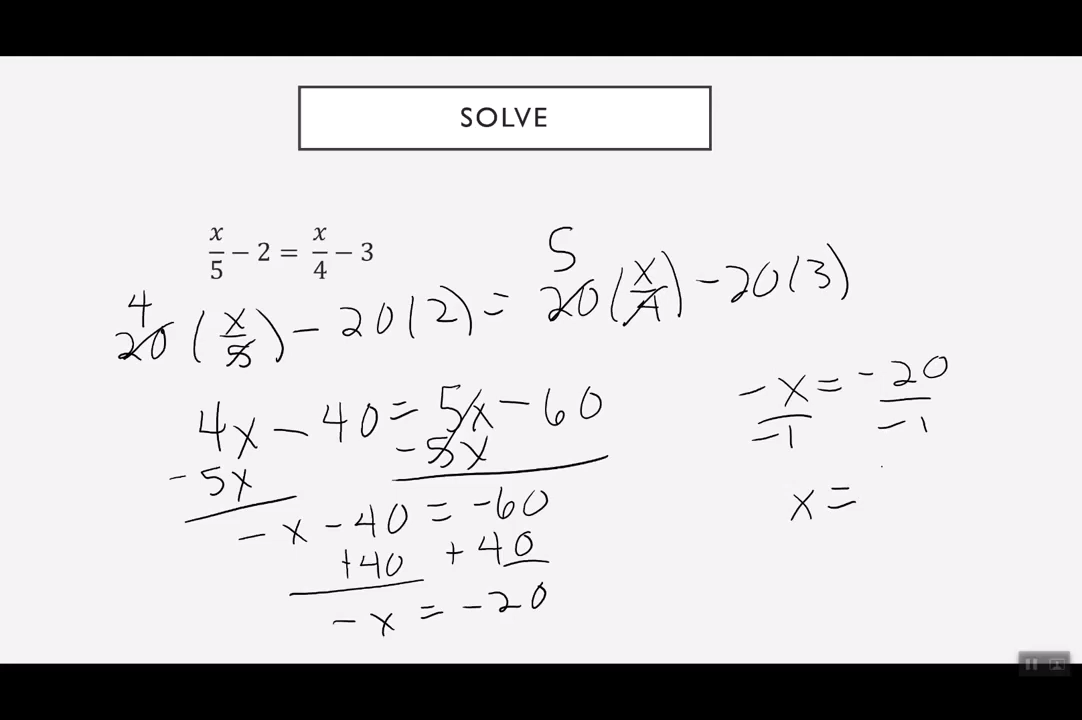 SOLVE
x/5 − 2 = x/4 − 3
4 5
20 (x/5) − 20(2) = 20(x/4) − 20(3)
4x − 40 = 5x − 60
−5x −5x
−x − 40 = −60
+40 +40
−x = −20
−x = −20
−1 −1
x =